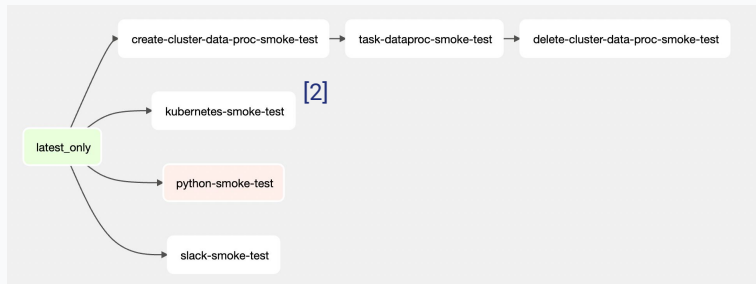 create-cluster-data-proc-smoke-test task-dataproc-smoke-test delete-cluster-data-proc-smoke-test
[2]
kubernetes-smoke-test
latest_only
python-smoke-test
slack-smoke-test